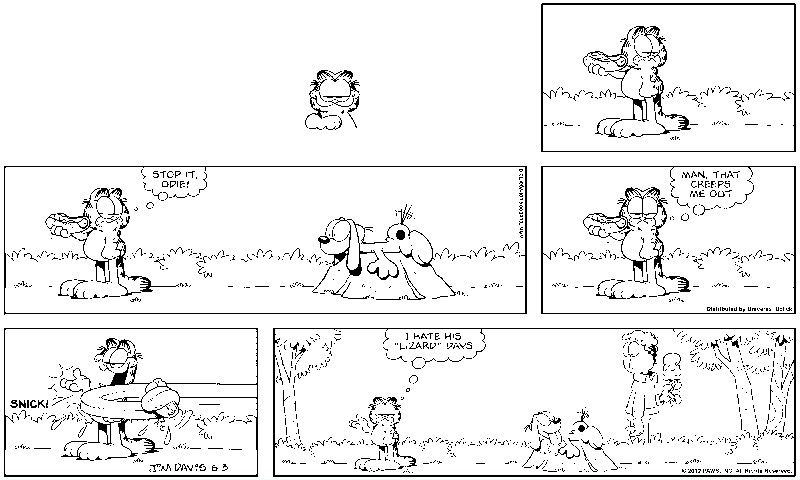 STOP IT,
ODIE!
MAN, THAT
CREEPS
ME OUT
Distributed by Universal Uclick
SNICK!
JIM DAVIS 6·3
I HATE HIS
"LIZARD" DAYS
© 2012 PAWS, INC. All Rights Reserved.